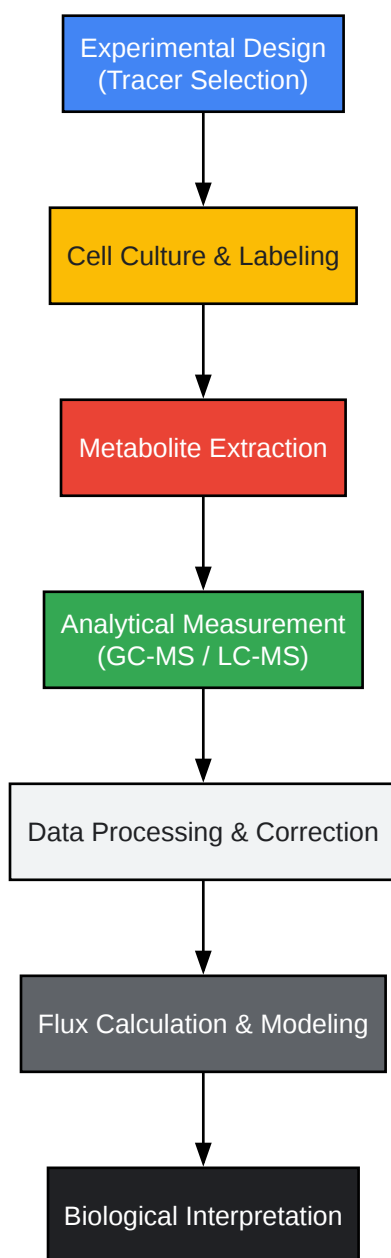 Experimental Design
(Tracer Selection)
Cell Culture & Labeling
Metabolite Extraction
Analytical Measurement
(GC-MS / LC-MS)
Data Processing & Correction
Flux Calculation & Modeling
Biological Interpretation